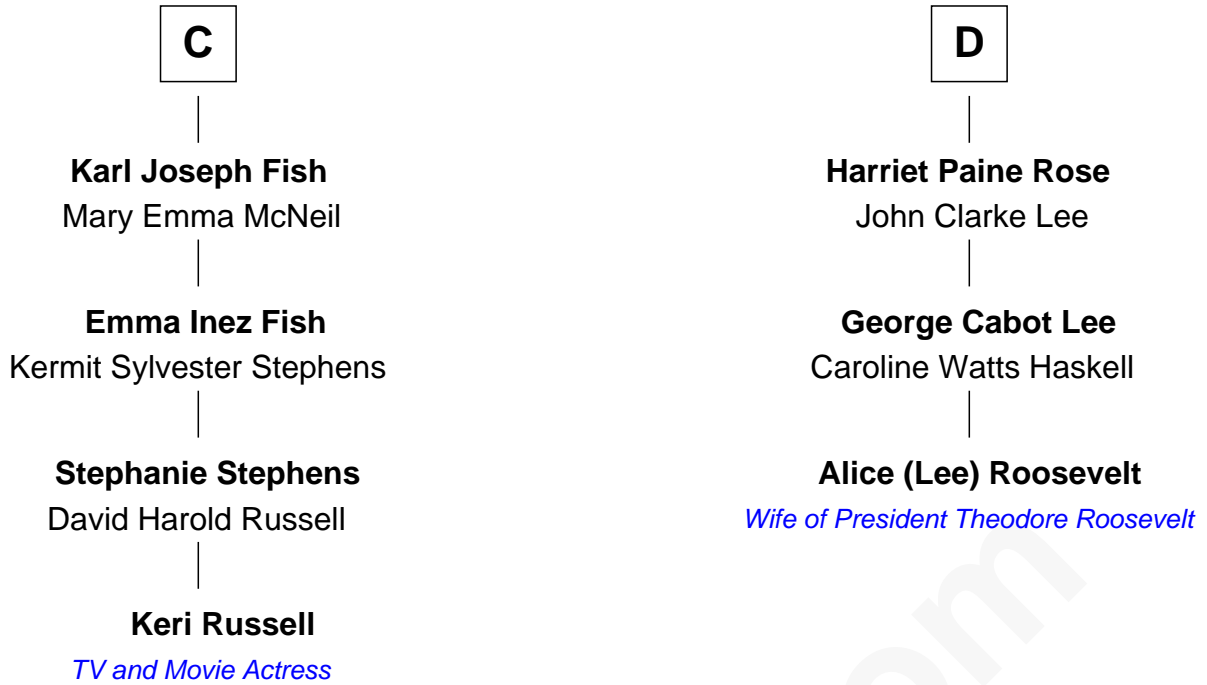 C
Karl Joseph Fish
Mary Emma McNeil
Emma Inez Fish
Kermit Sylvester Stephens
Stephanie Stephens
David Harold Russell
Keri Russell
TV and Movie Actress
D
Harriet Paine Rose
John Clarke Lee
George Cabot Lee
Caroline Watts Haskell
Alice (Lee) Roosevelt
Wife of President Theodore Roosevelt
om